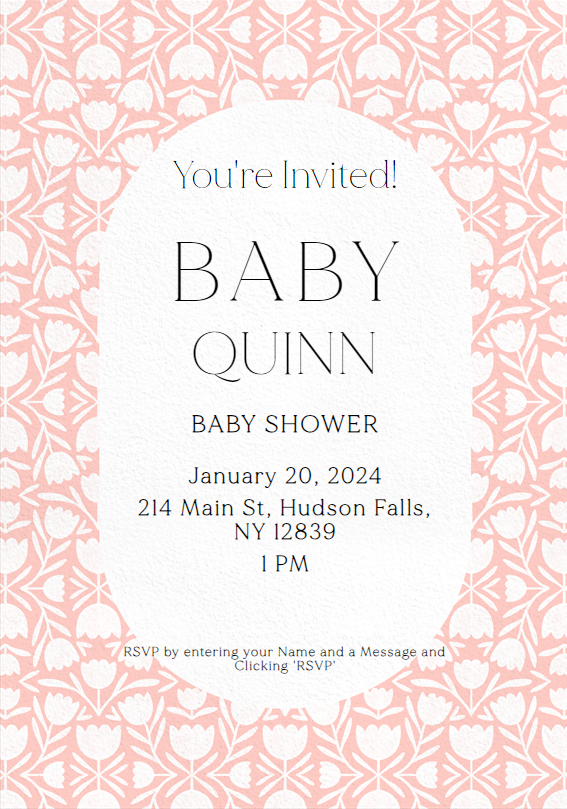 You're Invited!
BABY
QUINN
BABY SHOWER
January 20, 2024
214 Main St, Hudson Falls,
NY 12839
1 PM
RSVP by entering your Name and a Message and
Clicking 'RSVP'